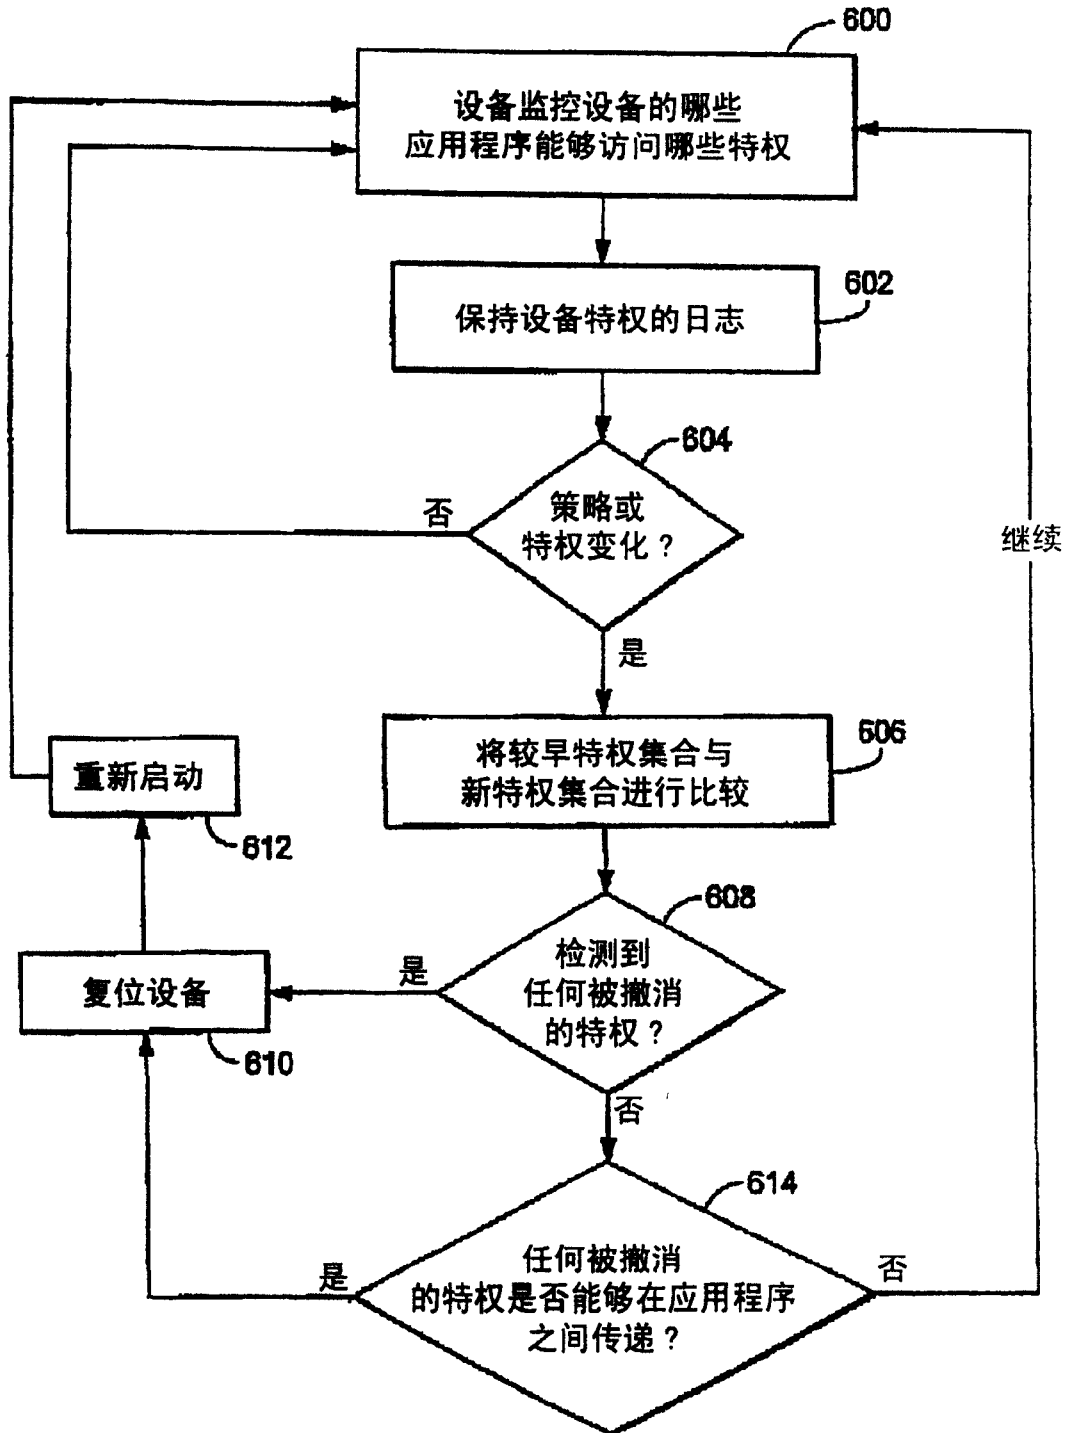 600
设备监控设备的哪些
应用程序能够访问哪些特权
602
保持设备特权的日志
604
否
策略或
特权变化？
继续
是
606
将较早特权集合与
新特权集合进行比较
重新启动
612
608
检测到
任何被撤消
的特权？
是
复位设备
610
否
614
任何被撤消
的特权是否能够在应用程序
之间传递？
是
否